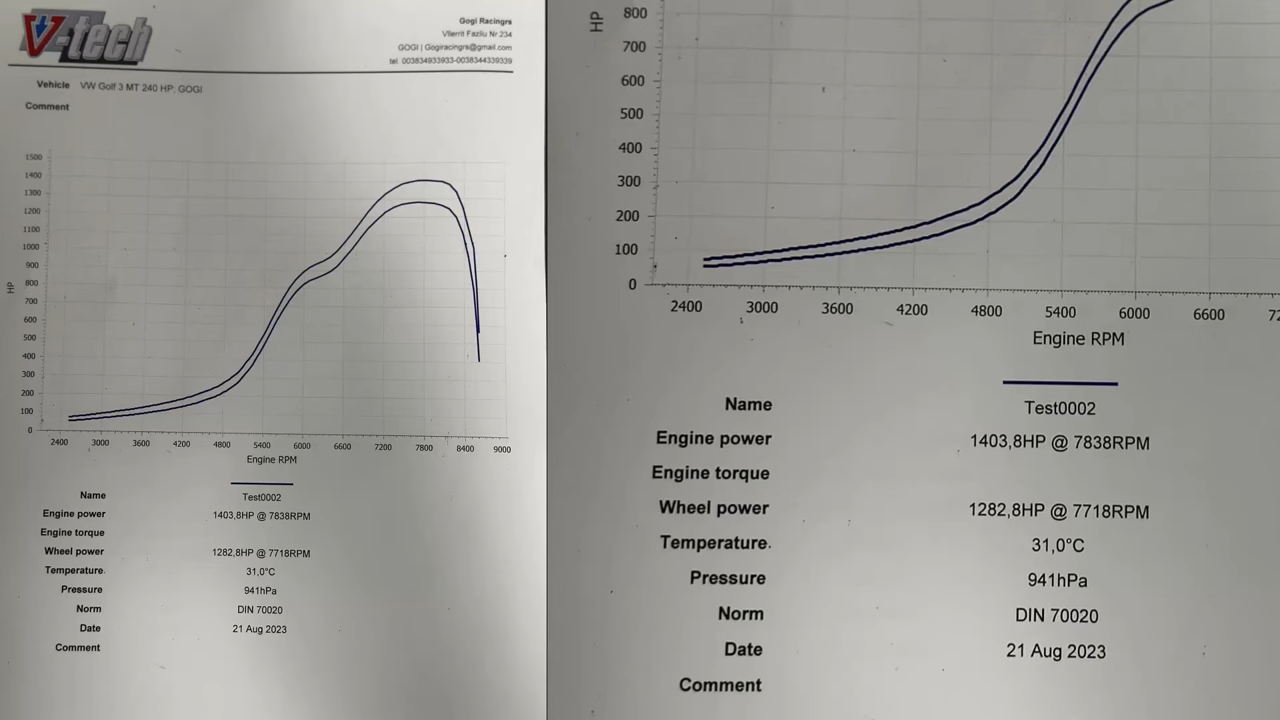 V-tech
Gogi Racingrs
Vllerrit Fazliu Nr.234
GOGI | Gogiracingrs@gmail.com
tel. 0038349​33933-0038344339339
Vehicle VW Golf 3 MT 240 HP, GOGI
Comment
1500
1400
1300
1200
1100
1000
900
800
700
600
500
400
300
200
100
0
HP
2400 3000 3600 4200 4800 5400 6000 6600 7200 7800 8400 9000
Engine RPM
Name Test0002
Engine power 1403,8HP @ 7838RPM
Engine torque
Wheel power 1282,8HP @ 7718RPM
Temperature. 31,0°C
Pressure 941hPa
Norm DIN 70020
Date 21 Aug 2023
Comment
HP
800
700
600
500
400
300
200
100
0
2400 3000 3600 4200 4800 5400 6000 6600 72
Engine RPM
Name Test0002
Engine power 1403,8HP @ 7838RPM
Engine torque
Wheel power 1282,8HP @ 7718RPM
Temperature. 31,0°C
Pressure 941hPa
Norm DIN 70020
Date 21 Aug 2023
Comment